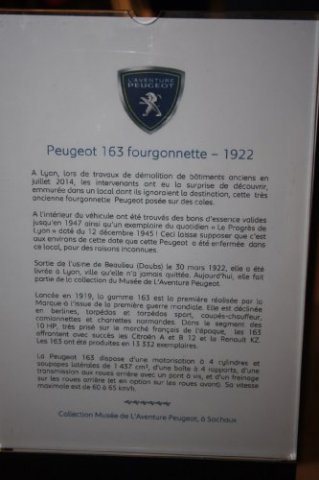 L'AVENTURE
PEUGEOT
Peugeot 163 fourgonnette – 1922
A Lyon, lors de travaux de démolition de bâtiments anciens en
juillet 2014, les intervenants ont eu la surprise de découvrir,
emmurée dans un local dont ils ignoraient la destination, cette très
ancienne fourgonnette Peugeot posée sur des cales.
A l'intérieur du véhicule ont été trouvés des bons d'essence valides
jusqu'en 1947 ainsi qu'un exemplaire du quotidien « Le Progrès de
Lyon » daté du 12 décembre 1945 ! Ceci laisse supposer que c'est
aux environs de cette date que cette Peugeot a été enfermée dans
ce local, pour des raisons inconnues.
Sortie de l'usine de Beaulieu (Doubs) le 30 mars 1922, elle a été
livrée à Lyon, ville qu'elle n'a jamais quittée. Aujourd'hui, elle fait
partie de la collection du Musée de L'Aventure Peugeot.
Lancée en 1919, la gamme 163 est la première réalisée par la
Marque à l'issue de la première guerre mondiale. Elle est déclinée
en berlines, torpédos et torpédos sport, coupés-chauffeur,
camionnettes et charrettes normandes. Dans le segment des
10 HP, très prisé sur le marché français de l'époque, les 163
affrontent avec succès les Citroën A et B 12 et la Renault KZ.
Les 163 ont été produites en 13 332 exemplaires.
La Peugeot 163 dispose d'une motorisation à 4 cylindres et
soupapes latérales de 1 437 cm³, d'une boîte à 4 rapports, d'une
transmission aux roues arrière avec un pont à vis, et d'un freinage
sur les roues arrière (et en option sur les roues avant). Sa vitesse
maximale est de 60 à 65 km/h.
Collection Musée de L'Aventure Peugeot, à Sochaux